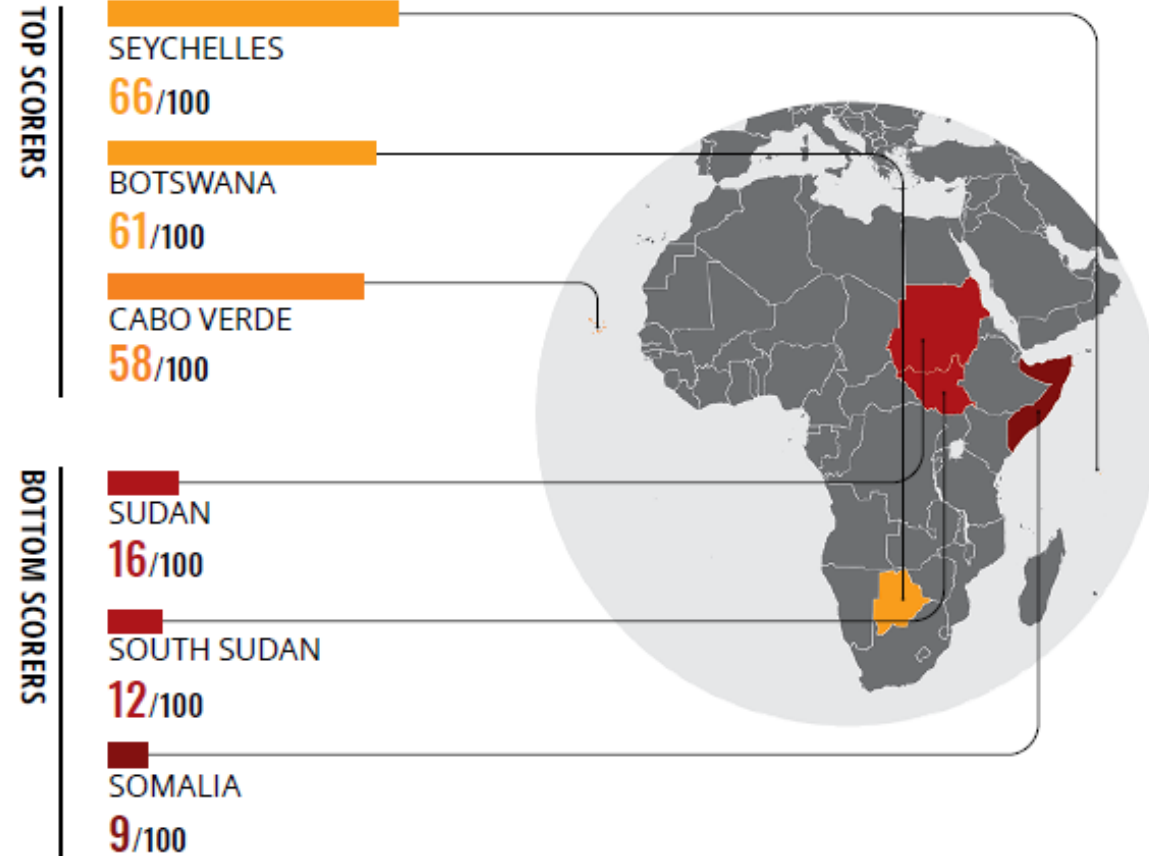 TOP SCORERS
SEYCHELLES
66/100
BOTSWANA
61/100
CABO VERDE
58/100
BOTTOM SCORERS
SUDAN
16/100
SOUTH SUDAN
12/100
SOMALIA
9/100